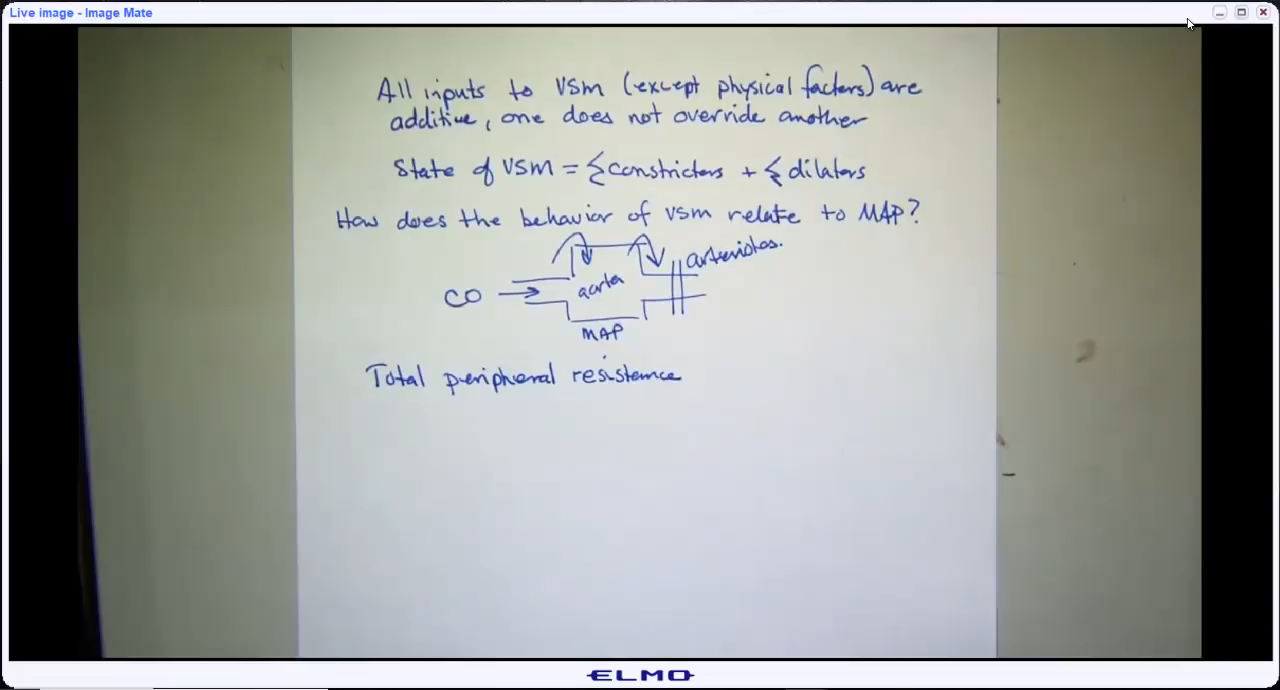 Live image - Image Mate
All inputs to VSM (except physical factors) are
additive, one does not override another
State of VSM = Σconstrictors + Σdilators
How does the behavior of VSM relate to MAP?
arterioles.
CO → aorta
MAP
Total peripheral resistance
ELMO